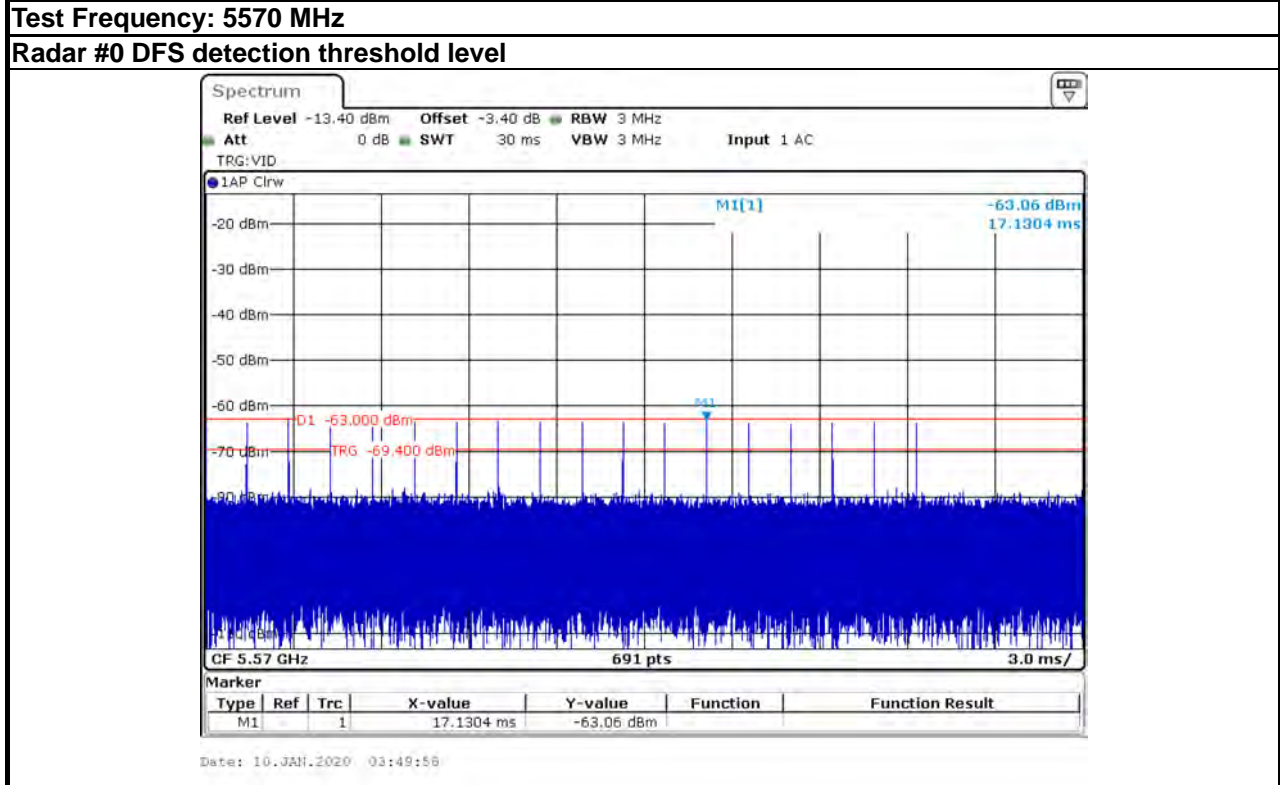 Test Frequency: 5570 MHz
Radar #0 DFS detection threshold level
Spectrum
Ref Level -13.40 dBm Offset -3.40 dB RBW 3 MHz
Att 0 dB SWT 30 ms VBW 3 MHz Input 1 AC
TRG:VID
1AP Clrw
M1[1] -63.06 dBm
17.1304 ms
-20 dBm
-30 dBm
-40 dBm
-50 dBm
-60 dBm
M1
D1 -63.000 dBm
-70 dBm
TRG -69.400 dBm
CF 5.57 GHz 691 pts 3.0 ms/
Marker
Type Ref Trc X-value Y-value Function Function Result
M1 1 17.1304 ms -63.06 dBm
Date: 10.JAN.2020 03:49:58